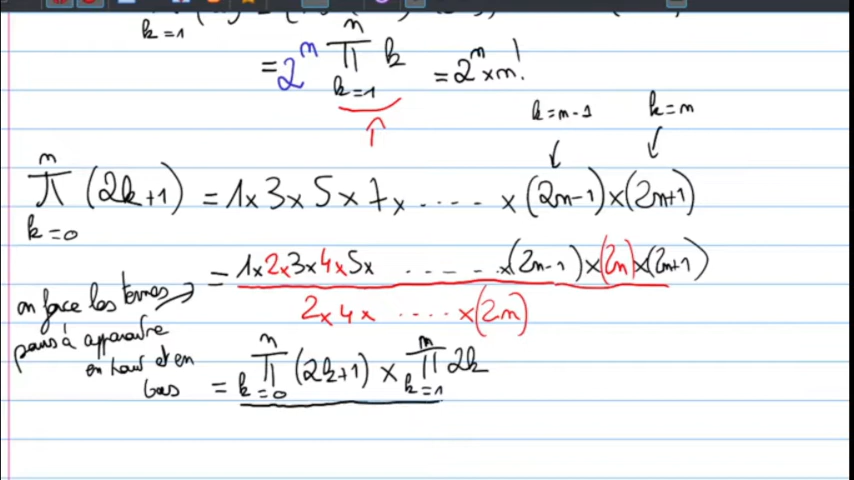 k=1
= 2^n ∏_{k=1}^{n} k = 2^n × n!
↑
k=n-1 k=n
∏_{k=0}^{n} (2k+1) = 1×3×5×7× ..... ×(2n-1)×(2n+1)
= 1×2×3×4×5× ..... ×(2n-1)×(2n)×(2n+1)
2×4× ..... ×(2n)
on force les termes
pairs à apparaître
en haut et en
bas
= ∏_{k=0}^{n} (2k+1) × ∏_{k=1}^{n} 2k